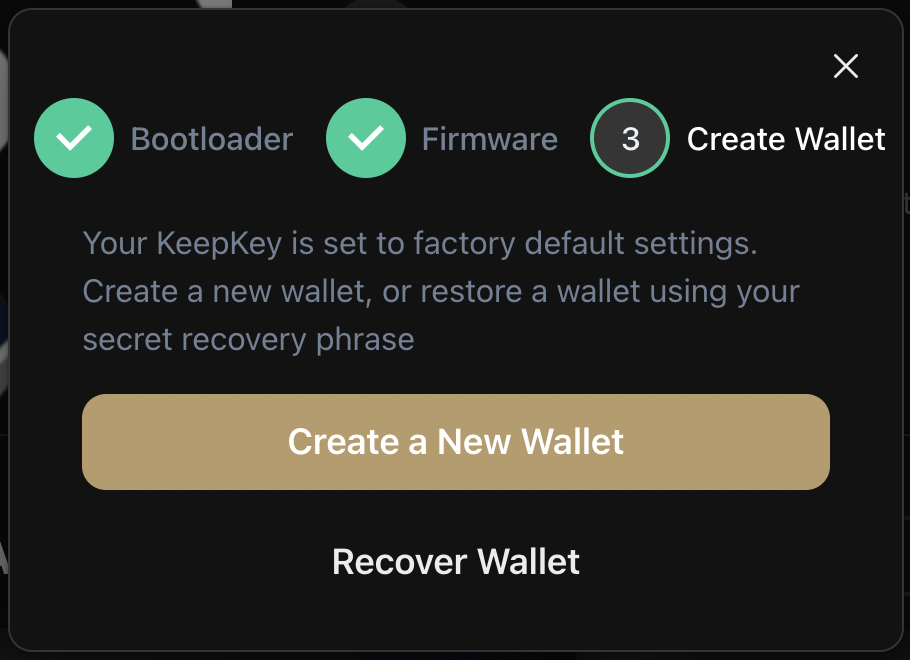 Bootloader
Firmware
3
Create Wallet
Your KeepKey is set to factory default settings.
Create a new wallet, or restore a wallet using your
secret recovery phrase
Create a New Wallet
Recover Wallet